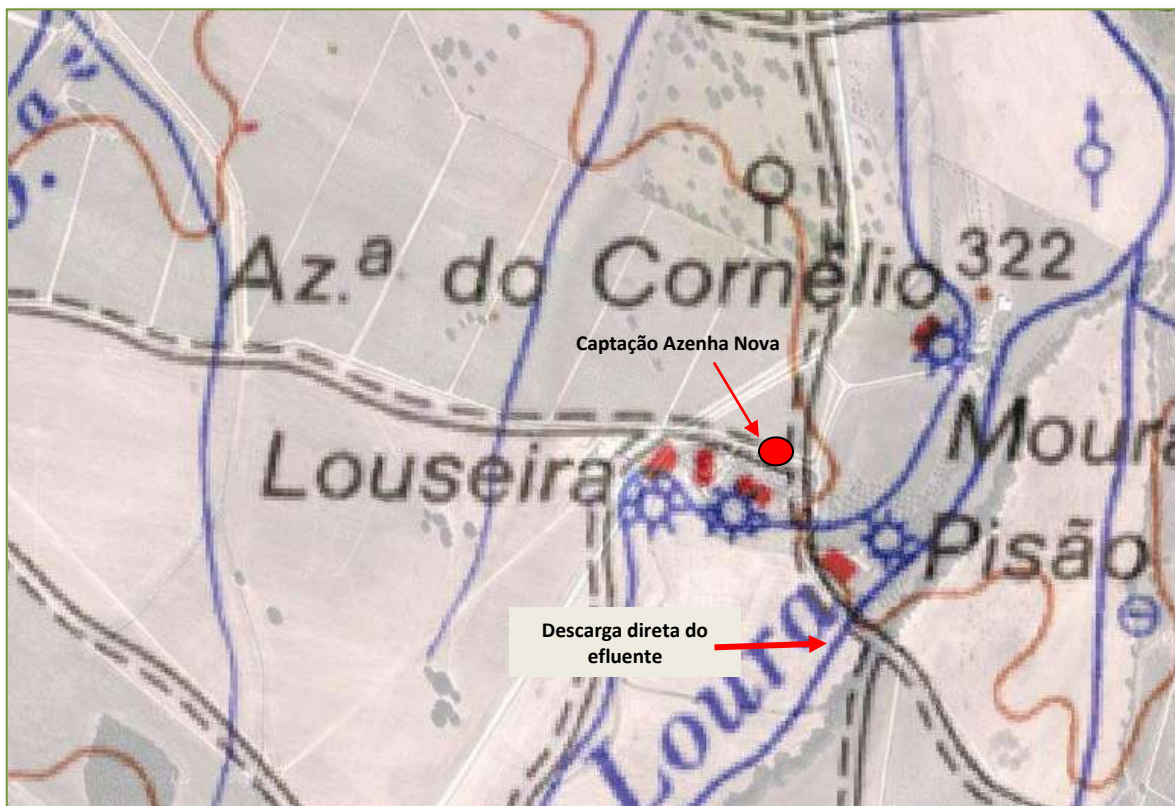 Az.ª do Cornélio
322
Captação Azenha Nova
Louseira
Moura
Pisão
Descarga direta do
efluente
Loura